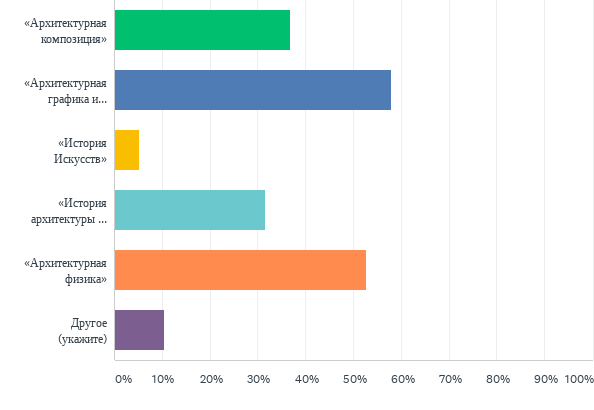 «Архитектурная
композиция»
«Архитектурная
графика и...
«История
Искусств»
«История
архитектуры ...
«Архитектурная
физика»
Другое
(укажите)
0% 10% 20% 30% 40% 50% 60% 70% 80% 90% 100%